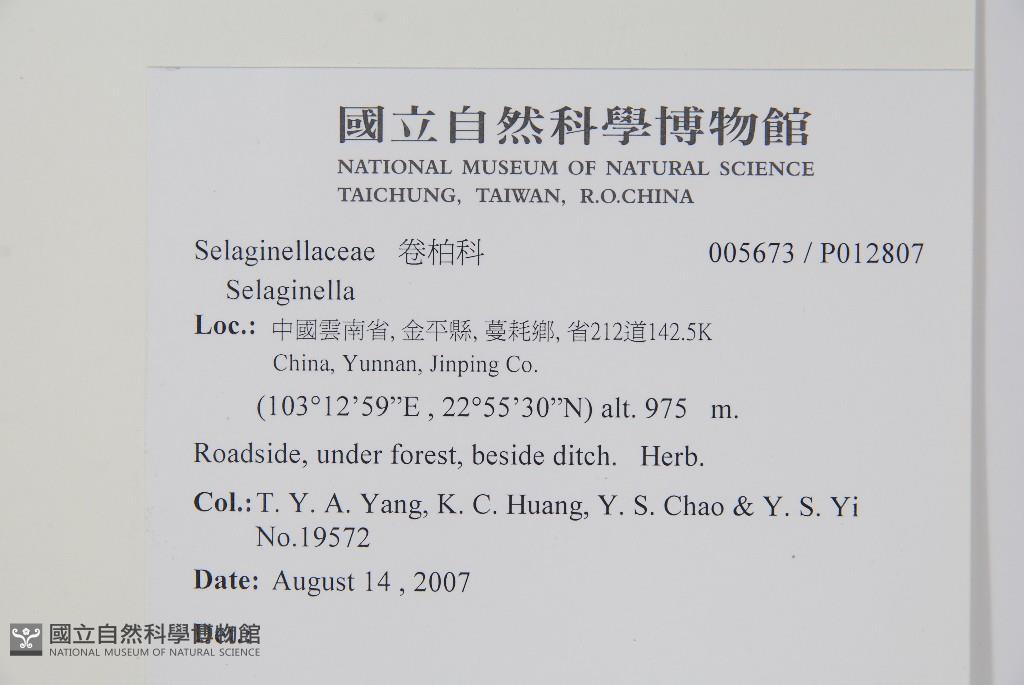 國立自然科學博物館
NATIONAL MUSEUM OF NATURAL SCIENCE
TAICHUNG, TAIWAN, R.O.CHINA
Selaginellaceae 卷柏科 005673 / P012807
Selaginella
Loc.: 中國雲南省, 金平縣, 蔓耗鄉, 省212道142.5K
China, Yunnan, Jinping Co.
(103°12’59”E , 22°55’30”N) alt. 975 m.
Roadside, under forest, beside ditch. Herb.
Col.: T. Y. A. Yang, K. C. Huang, Y. S. Chao & Y. S. Yi
No.19572
Date: August 14 , 2007
國立自然科學博物館
NATIONAL MUSEUM OF NATURAL SCIENCE